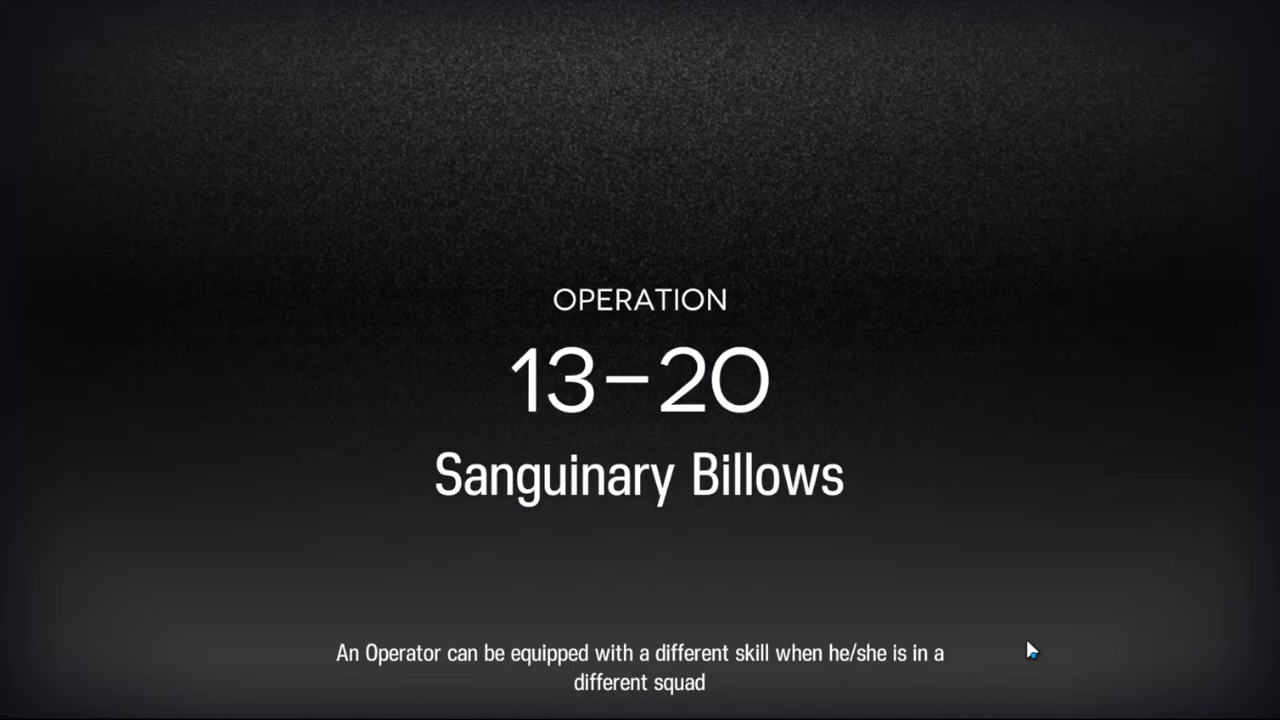 OPERATION
13-20
Sanguinary Billows
An Operator can be equipped with a different skill when he/she is in a
different squad